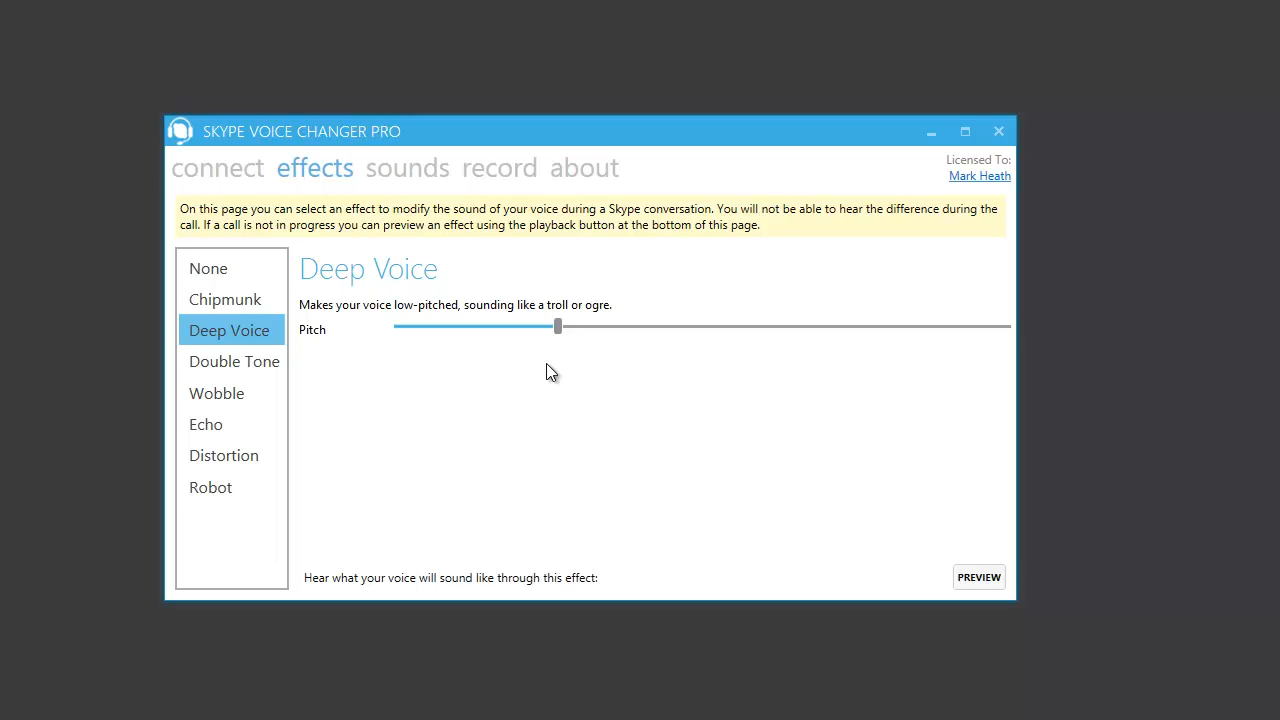 SKYPE VOICE CHANGER PRO
connect effects sounds record about
Licensed To:
Mark Heath
On this page you can select an effect to modify the sound of your voice during a Skype conversation. You will not be able to hear the difference during the
call. If a call is not in progress you can preview an effect using the playback button at the bottom of this page.
None
Chipmunk
Deep Voice
Double Tone
Wobble
Echo
Distortion
Robot
Deep Voice
Makes your voice low-pitched, sounding like a troll or ogre.
Pitch
Hear what your voice will sound like through this effect:
PREVIEW